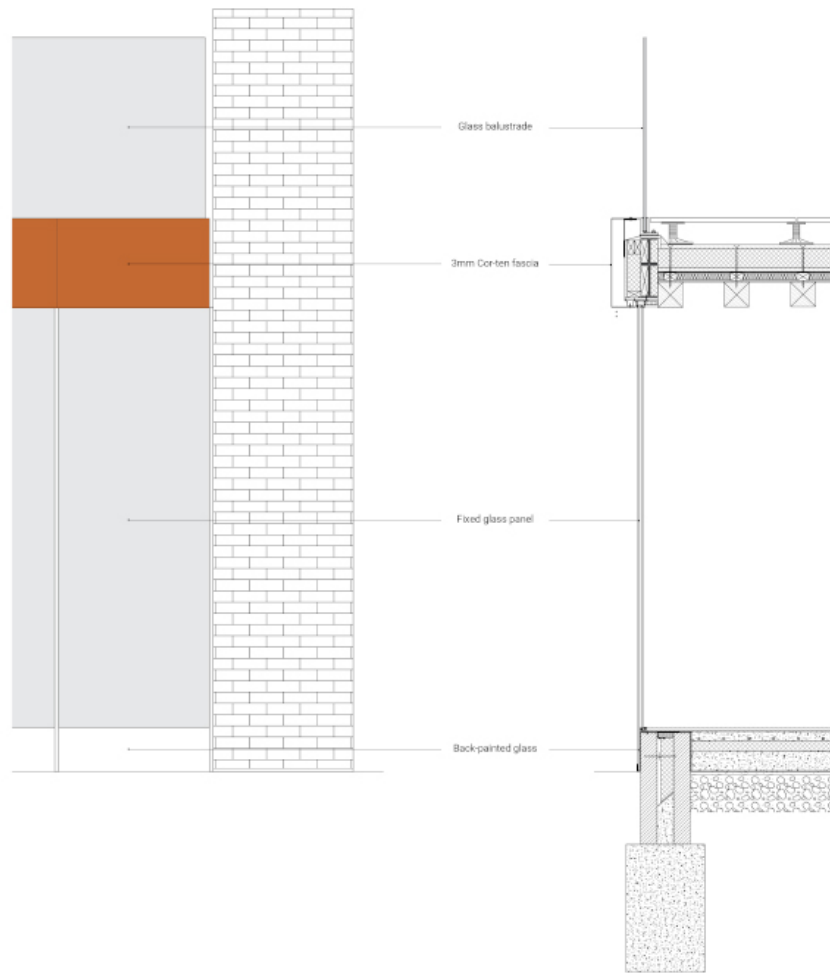 Glass balustrade
3mm Cor-ten fascia
Fixed glass panel
Back-painted glass